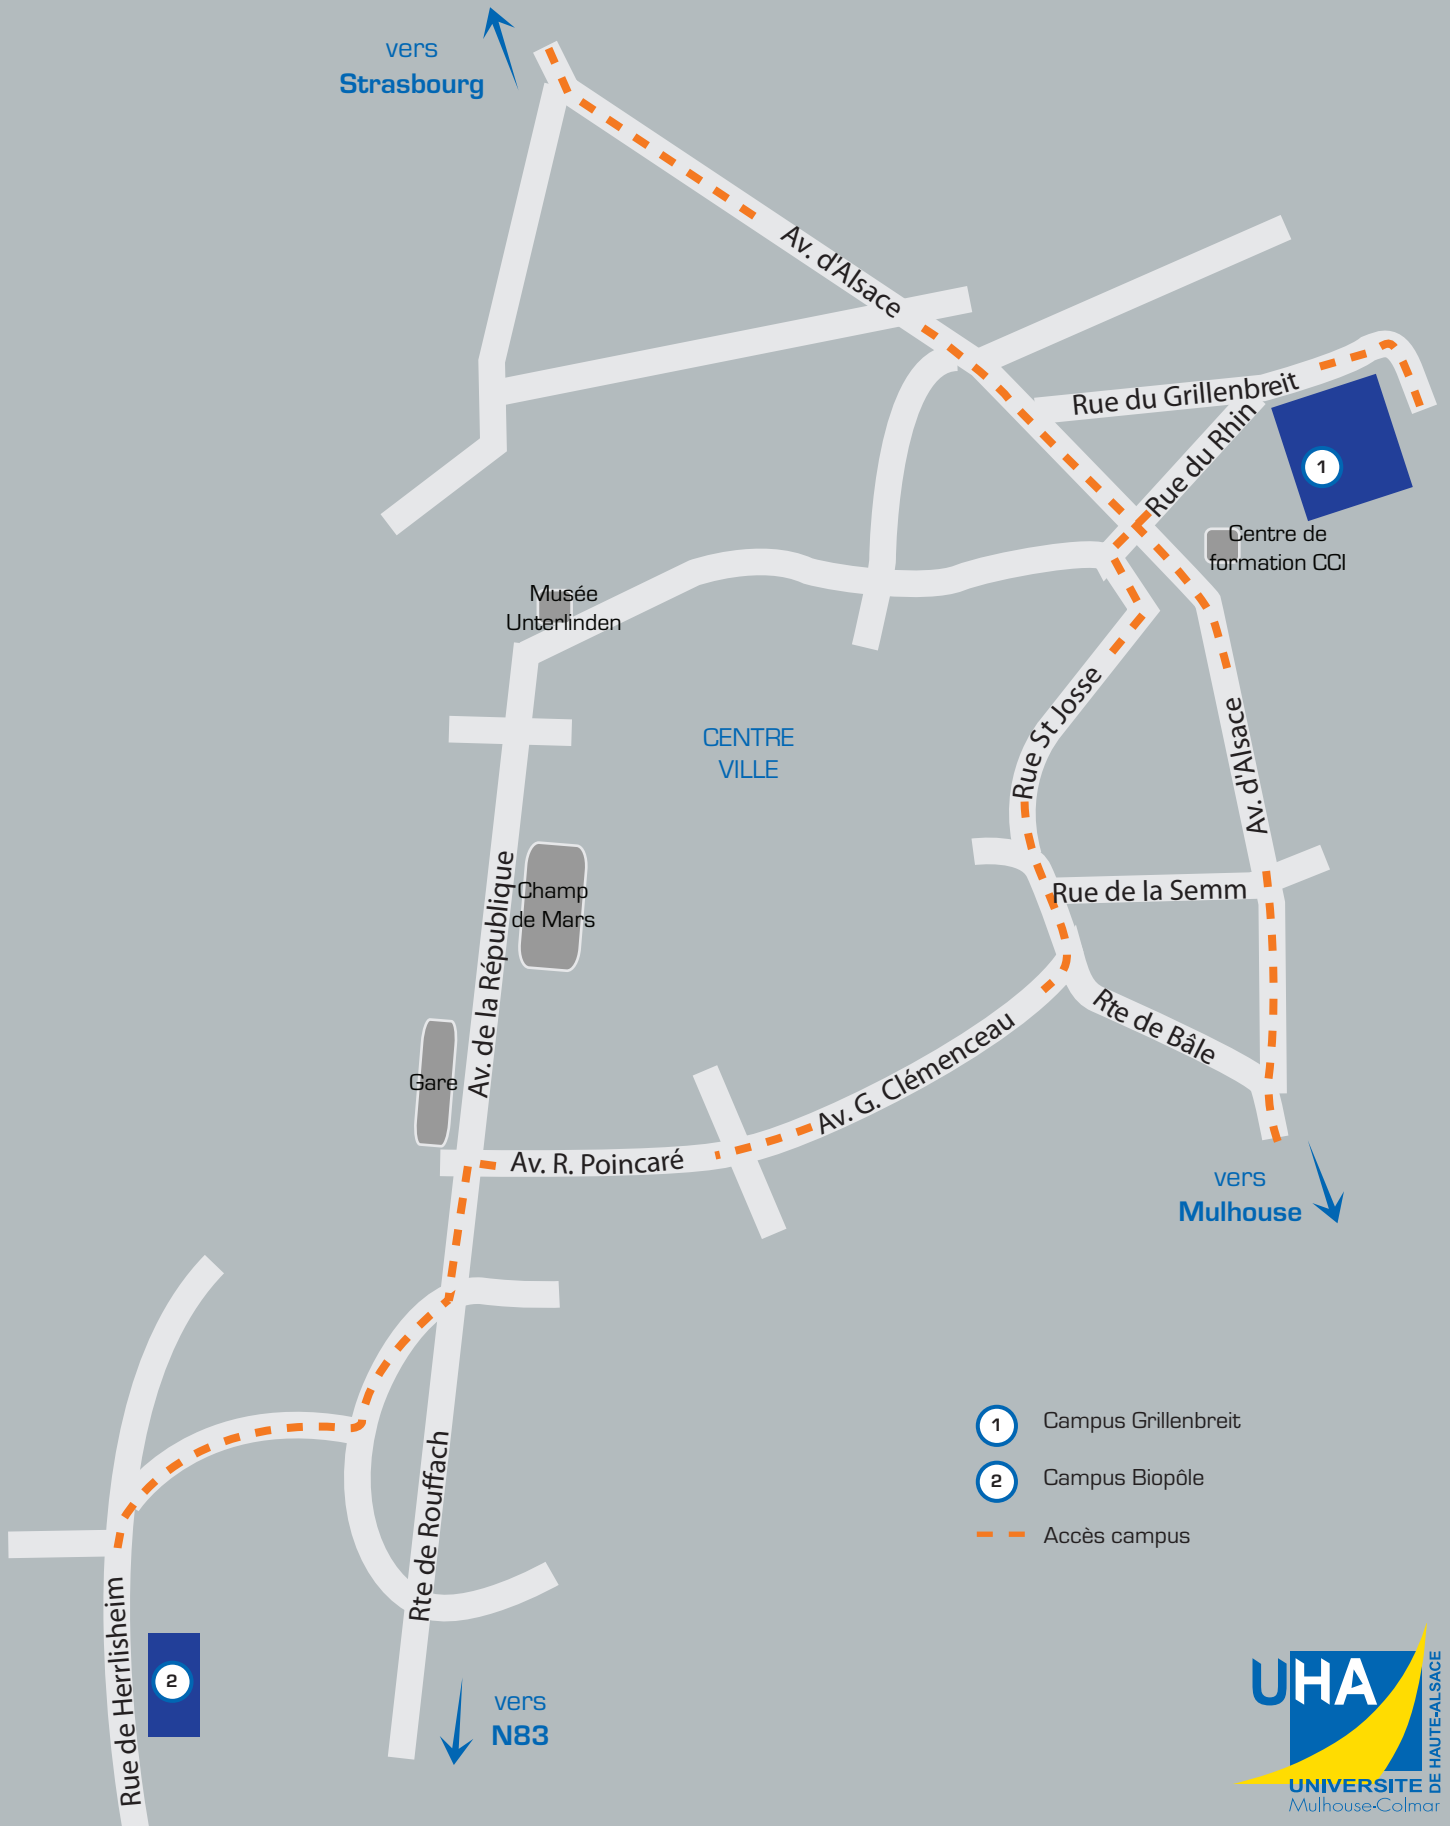 vers
Strasbourg
Av. d'Alsace
Rue du Grillenbreit
Rue du Rhin
1
Centre de
formation CCI
Musée
Unterlinden
Rue St Josse
Av. d'Alsace
CENTRE
VILLE
Champ
de Mars
Av. de la République
Rue de la Semm
Rte de Bâle
Av. G. Clémenceau
Gare
Av. R. Poincaré
vers
Mulhouse
1 Campus Grillenbreit
2 Campus Biopôle
Accès campus
Rte de Rouffach
Rue de Herrlisheim
2
vers
N83
UHA
UNIVERSITE
DE HAUTE-ALSACE
Mulhouse-Colmar